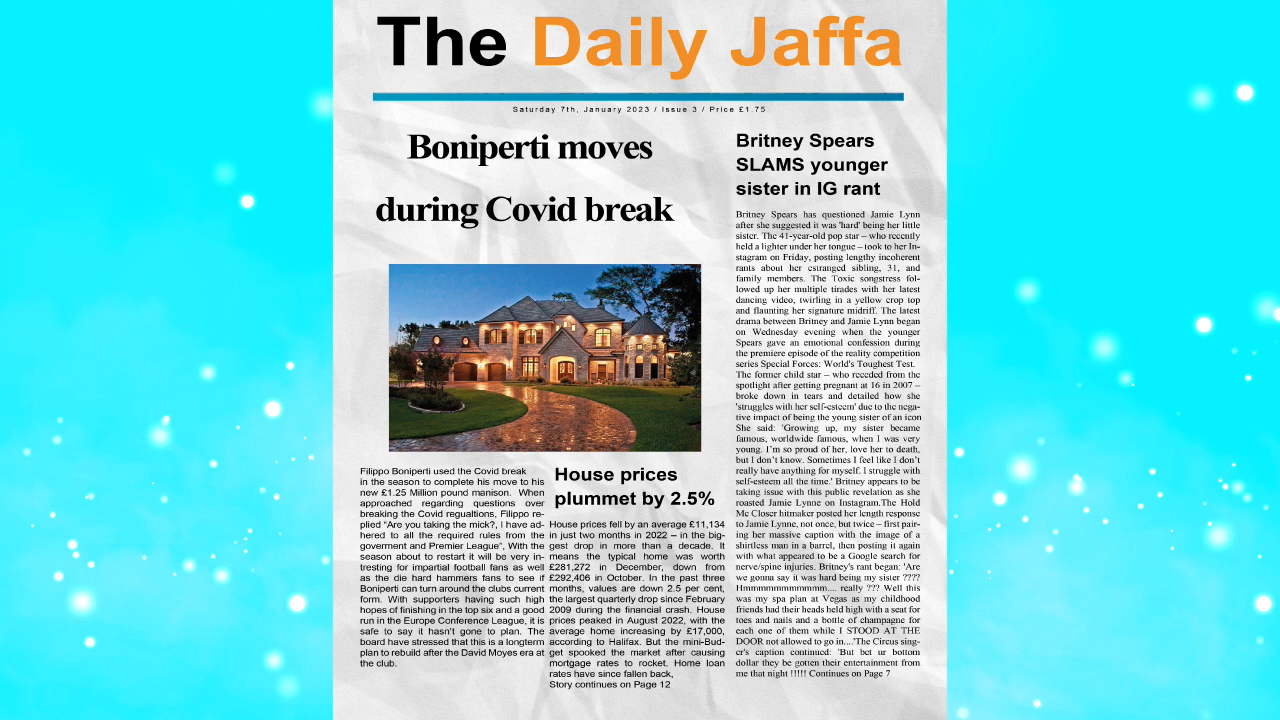 The Daily Jaffa
Saturday 7th, January 2023 / Issue 3 / Price £1.75
Boniperti moves
during Covid break
Filippo Boniperti used the Covid break
in the season to complete his move to his
new £1.25 Million pound manison. When
approached regarding questions over
breaking the Covid regualtions, Filippo re-
plied “Are you taking the mick?, I have ad-
hered to all the required rules from the
goverment and Premier League”, With the
season about to restart it will be very in-
tresting for impartial football fans as well
as the die hard hammers fans to see if
Boniperti can turn around the clubs current
form. With supporters having such high
hopes of finishing in the top six and a good
run in the Europe Conference League, it is
safe to say it hasn’t gone to plan. The
board have stressed that this is a longterm
plan to rebuild after the David Moyes era at
the club.
House prices
plummet by 2.5%
House prices fell by an average £11,134
in just two months in 2022 – in the big-
gest drop in more than a decade. It
means the typical home was worth
£281,272 in December, down from
£292,406 in October. In the past three
months, values are down 2.5 per cent,
the largest quarterly drop since February
2009 during the financial crash. House
prices peaked in August 2022, with the
average home increasing by £17,000,
according to Halifax. But the mini-Bud-
get spooked the market after causing
mortgage rates to rocket. Home loan
rates have since fallen back,
Story continues on Page 12
Britney Spears
SLAMS younger
sister in IG rant
Britney Spears has questioned Jamie Lynn
after she suggested it was 'hard' being her little
sister. The 41-year-old pop star – who recently
held a lighter under her tongue – took to her In-
stagram on Friday, posting lengthy incoherent
rants about her estranged sibling, 31, and
family members. The Toxic songstress fol-
lowed up her multiple tirades with her latest
dancing video, twirling in a yellow crop top
and flaunting her signature midriff. The latest
drama between Britney and Jamie Lynn began
on Wednesday evening when the younger
Spears gave an emotional confession during
the premiere episode of the reality competition
series Special Forces: World's Toughest Test.
The former child star – who receded from the
spotlight after getting pregnant at 16 in 2007 –
broke down in tears and detailed how she
'struggles with her self-esteem' due to the nega-
tive impact of being the young sister of an icon
She said: 'Growing up, my sister became
famous, worldwide famous, when I was very
young. I’m so proud of her, love her to death,
but I don’t know. Sometimes I feel like I don’t
really have anything for myself. I struggle with
self-esteem all the time.' Britney appears to be
taking issue with this public revelation as she
roasted Jamie Lynne on Instagram.The Hold
Mc Closer hitmaker posted her length response
to Jamie Lynne, not once, but twice – first pair-
ing her massive caption with the image of a
shirtless man in a barrel, then posting it again
with what appeared to be a Google search for
nerve/spine injuries. Britney's rant began: 'Are
we gonna say it was hard being my sister ????
Hmmmmmmmmmmm.... really ??? Well this
was my spa plan at Vegas as my childhood
friends had their heads held high with a seat for
toes and nails and a bottle of champagne for
each one of them while I STOOD AT THE
DOOR not allowed to go in....'The Circus sing-
er's caption continued: 'But bet ur bottom
dollar they be gotten their entertainment from
me that night !!!!! Continues on Page 7